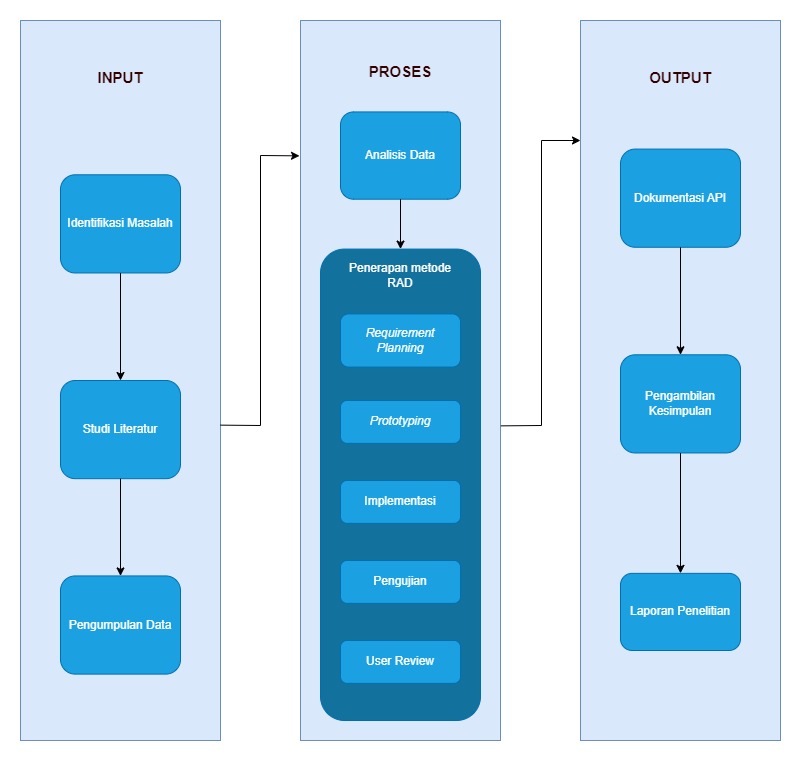 INPUT
Identifikasi Masalah
Studi Literatur
Pengumpulan Data
PROSES
Analisis Data
Penerapan metode
RAD
Requirement
Planning
Prototyping
Implementasi
Pengujian
User Review
OUTPUT
Dokumentasi API
Pengambilan
Kesimpulan
Laporan Penelitian